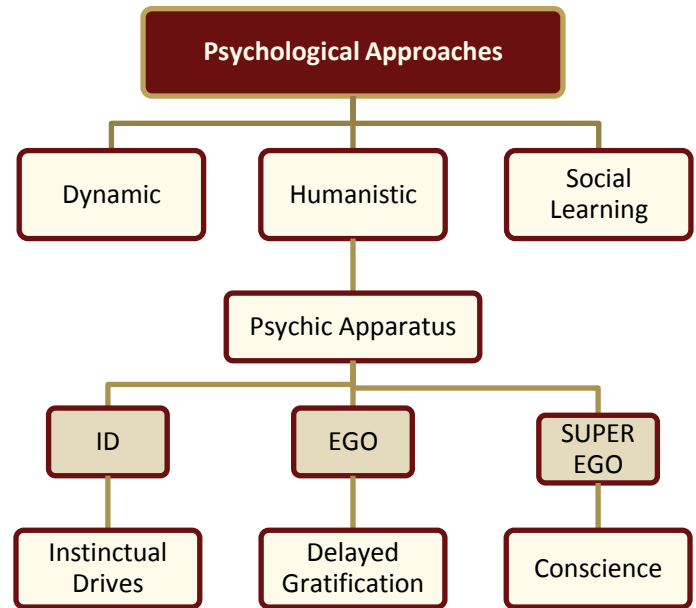 Psychological Approaches
Dynamic
Humanistic
Social
Learning
Psychic Apparatus
ID
EGO
SUPER
EGO
Instinctual
Drives
Delayed
Gratification
Conscience